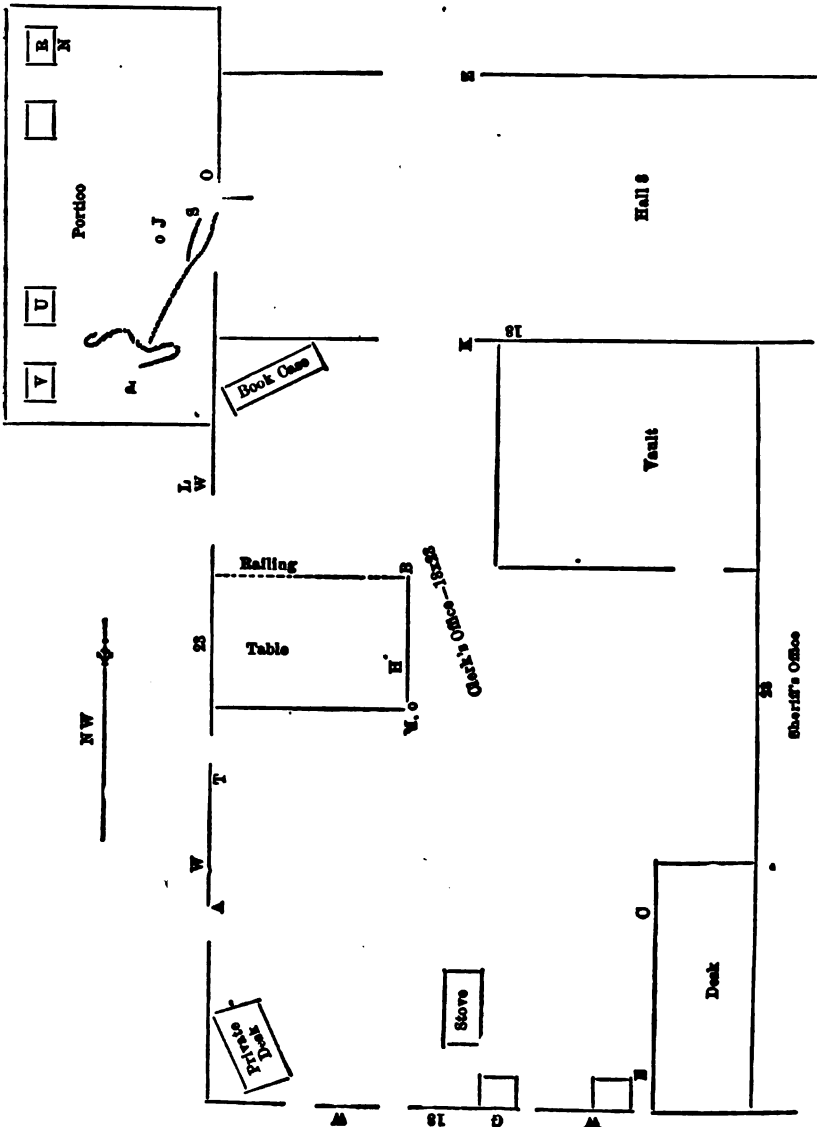 R
N
Portico
O
S
o J
U
V
Hall 8
K
18
Book Case
Vault
L
W
Railing
B
Clerk's Office—18x23
23
Table
H
M. o
NW
T
W
A
Sheriff's Office
C
Desk
Stove
Private
Desk
W
18
G
W